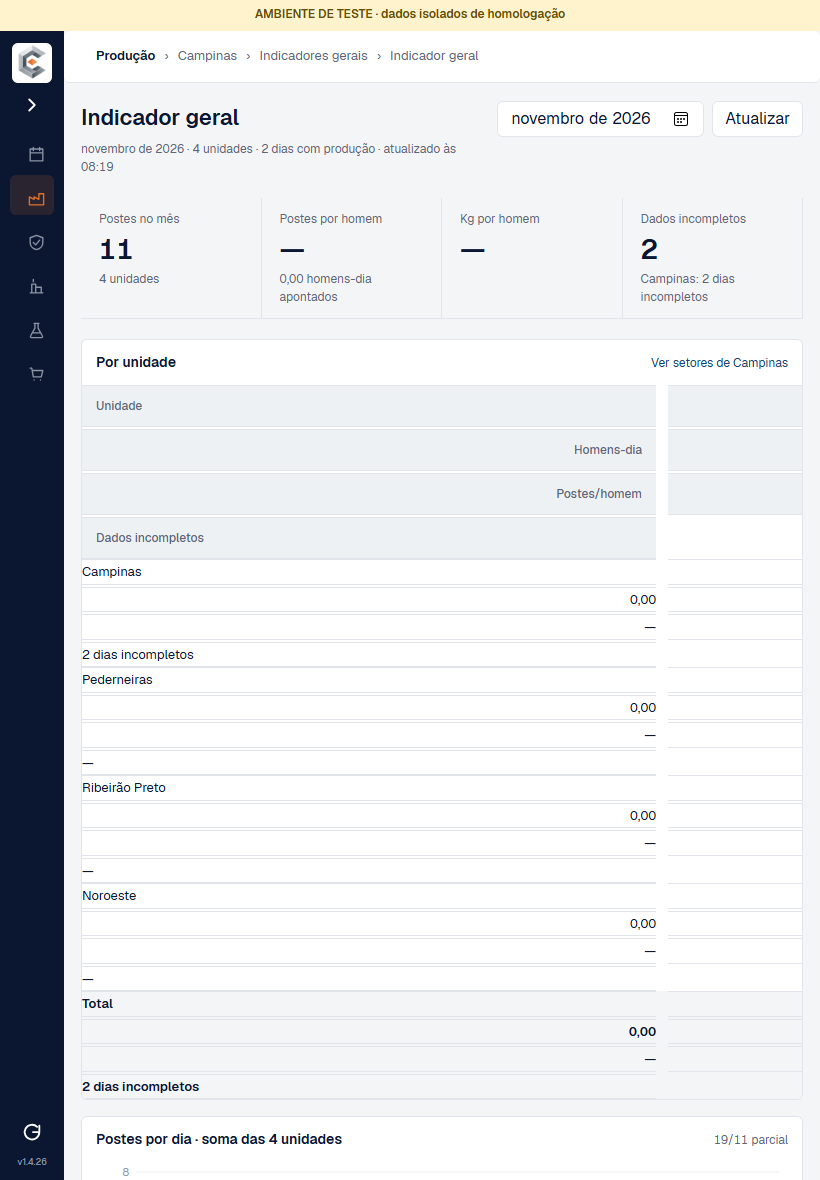 AMBIENTE DE TESTE · dados isolados de homologação
Produção › Campinas › Indicadores gerais › Indicador geral
Indicador geral
novembro de 2026
Atualizar
novembro de 2026 · 4 unidades · 2 dias com produção · atualizado às
08:19
Postes no mês
11
4 unidades
Postes por homem
—
0,00 homens-dia
apontados
Kg por homem
—
Dados incompletos
2
Campinas: 2 dias
incompletos
Por unidade
Ver setores de Campinas
Unidade
Homens-dia
Postes/homem
Dados incompletos
Campinas
0,00
—
2 dias incompletos
Pederneiras
0,00
—
—
Ribeirão Preto
0,00
—
—
Noroeste
0,00
—
—
Total
0,00
—
2 dias incompletos
Postes por dia · soma das 4 unidades
19/11 parcial
8
v1.4.26